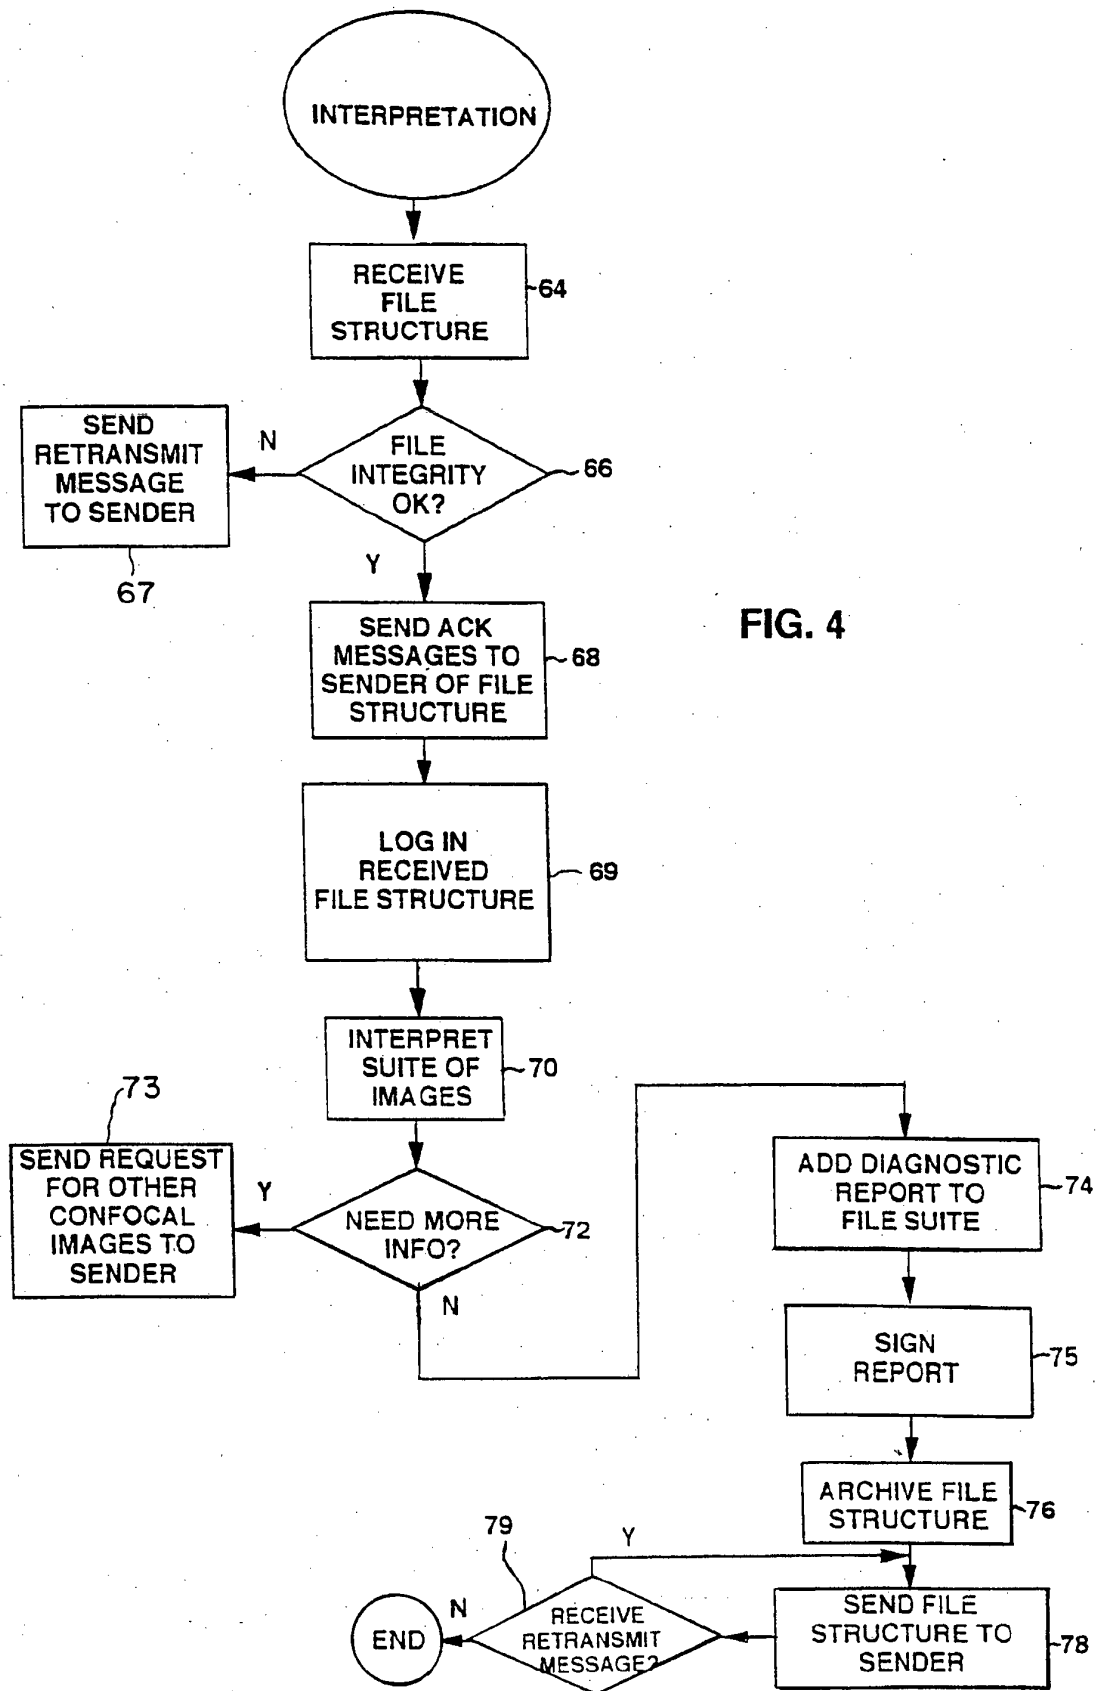 INTERPRETATION
RECEIVE
FILE
STRUCTURE
64
FILE
INTEGRITY
OK?
66
N
SEND
RETRANSMIT
MESSAGE
TO SENDER
67
Y
SEND ACK
MESSAGES TO
SENDER OF FILE
STRUCTURE
68
FIG. 4
LOG IN
RECEIVED
FILE STRUCTURE
69
INTERPRET
SUITE OF
IMAGES
70
73
SEND REQUEST
FOR OTHER
CONFOCAL
IMAGES TO
SENDER
Y
NEED MORE
INFO?
72
N
ADD DIAGNOSTIC
REPORT TO
FILE SUITE
74
SIGN
REPORT
75
ARCHIVE FILE
STRUCTURE
76
SEND FILE
STRUCTURE TO
SENDER
78
79
Y
RECEIVE
RETRANSMIT
MESSAGE?
N
END